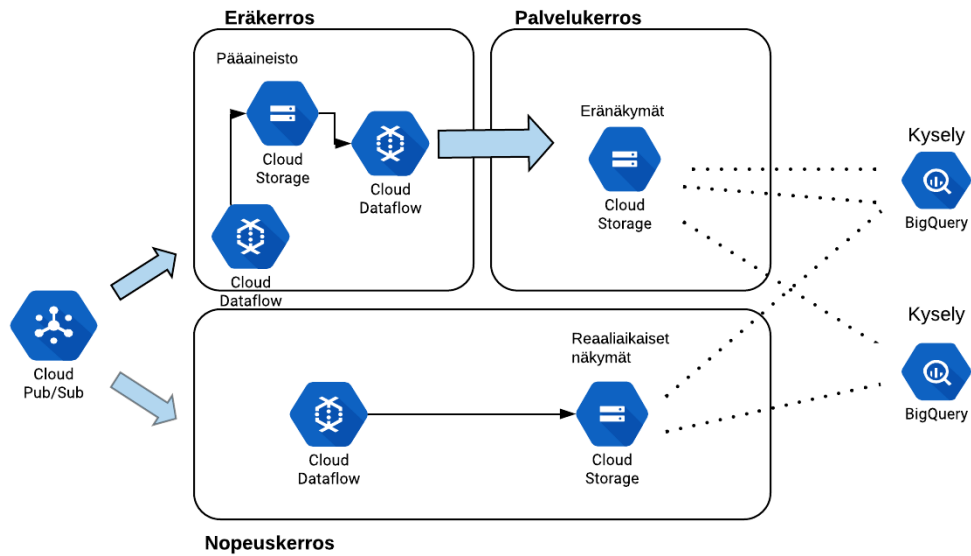 Eräkerros
Palvelukerros
Pääaineisto
Cloud
Storage
Cloud
Dataflow
Cloud
Dataflow
Eränäkymät
Cloud
Storage
Kysely
BigQuery
Cloud
Pub/Sub
Reaaliaikaiset
näkymät
Cloud
Dataflow
Cloud
Storage
Kysely
BigQuery
Nopeuskerros